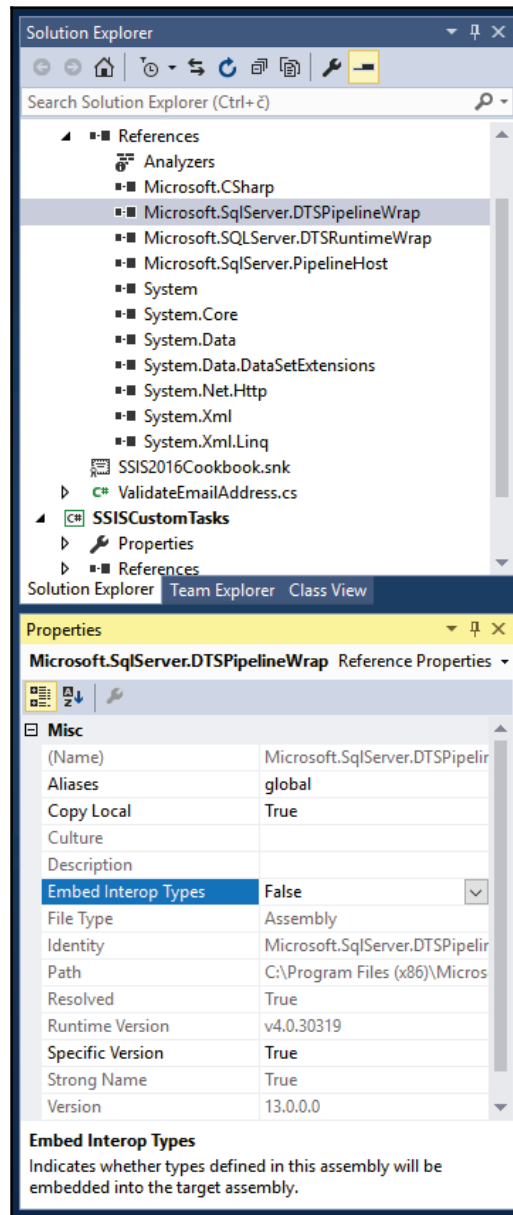 Solution Explorer
Search Solution Explorer (Ctrl+č)
References
Analyzers
Microsoft.CSharp
Microsoft.SqlServer.DTSPipelineWrap
Microsoft.SQLServer.DTSRuntimeWrap
Microsoft.SqlServer.PipelineHost
System
System.Core
System.Data
System.Data.DataSetExtensions
System.Net.Http
System.Xml
System.Xml.Linq
SSIS2016Cookbook.snk
C# ValidateEmailAddress.cs
C# SSISCustomTasks
Properties
References
Solution Explorer Team Explorer Class View
Properties
Microsoft.SqlServer.DTSPipelineWrap Reference Properties
Misc
(Name) Microsoft.SqlServer.DTSPipelin
Aliases global
Copy Local True
Culture
Description
Embed Interop Types False
File Type Assembly
Identity Microsoft.SqlServer.DTSPipelin
Path C:\Program Files (x86)\Micros
Resolved True
Runtime Version v4.0.30319
Specific Version True
Strong Name True
Version 13.0.0.0
Embed Interop Types
Indicates whether types defined in this assembly will be
embedded into the target assembly.